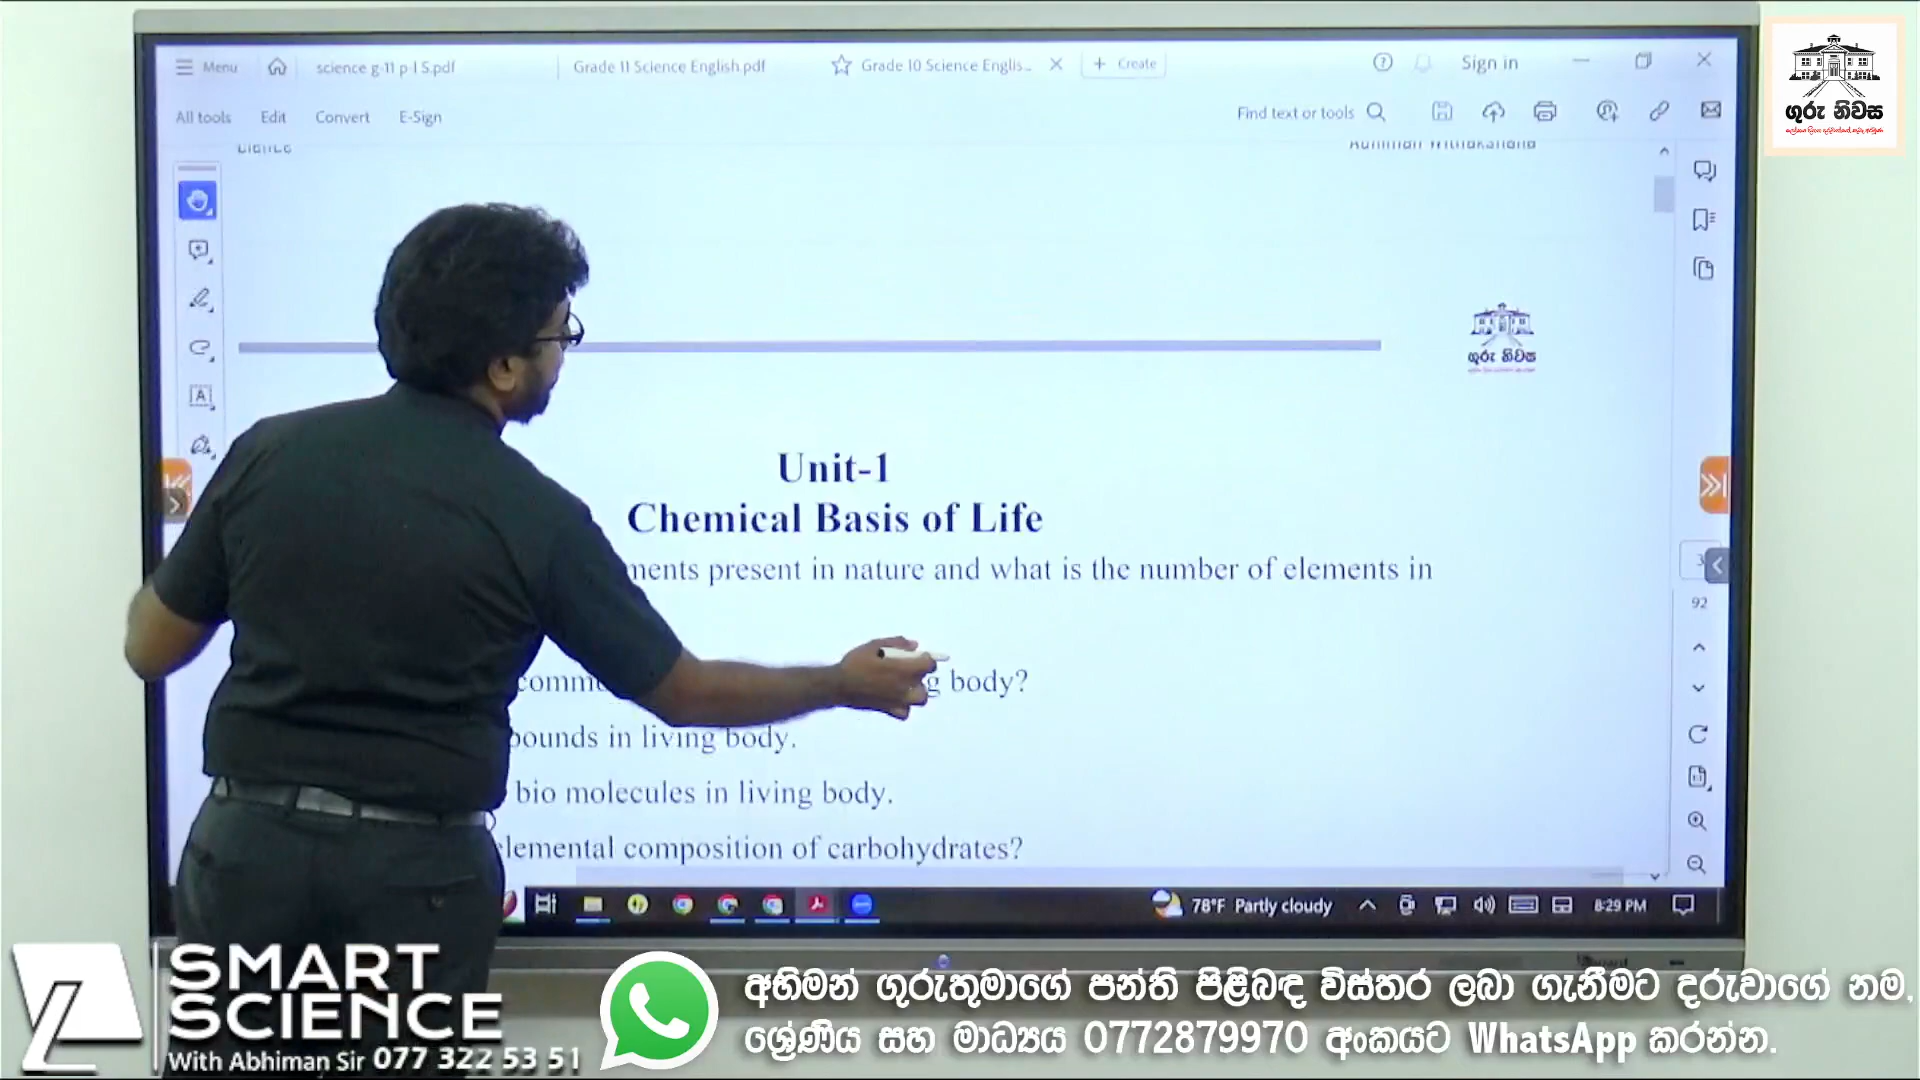 Menu
science g-11 p-I S.pdf
Grade 11 Science English.pdf
Grade 10 Science Englis...
+ Create
Sign in
All tools Edit Convert E-Sign
Find text or tools
ගුරු නිවස
ගුරු නිවස
Unit-1
Chemical Basis of Life
ments present in nature and what is the number of elements in
g body?
pounds in living body.
bio molecules in living body.
elemental composition of carbohydrates?
3
92
78°F Partly cloudy
8:29 PM
SMART
SCIENCE
With Abhiman Sir 077 322 53 51
අභිමන් ගුරුතුමාගේ පන්ති පිළිබඳ විස්තර ලබා ගැනීමට දරුවාගේ නම,
ශ්‍රේණිය සහ මාධ්‍යය 0772879970 අංකයට WhatsApp කරන්න.